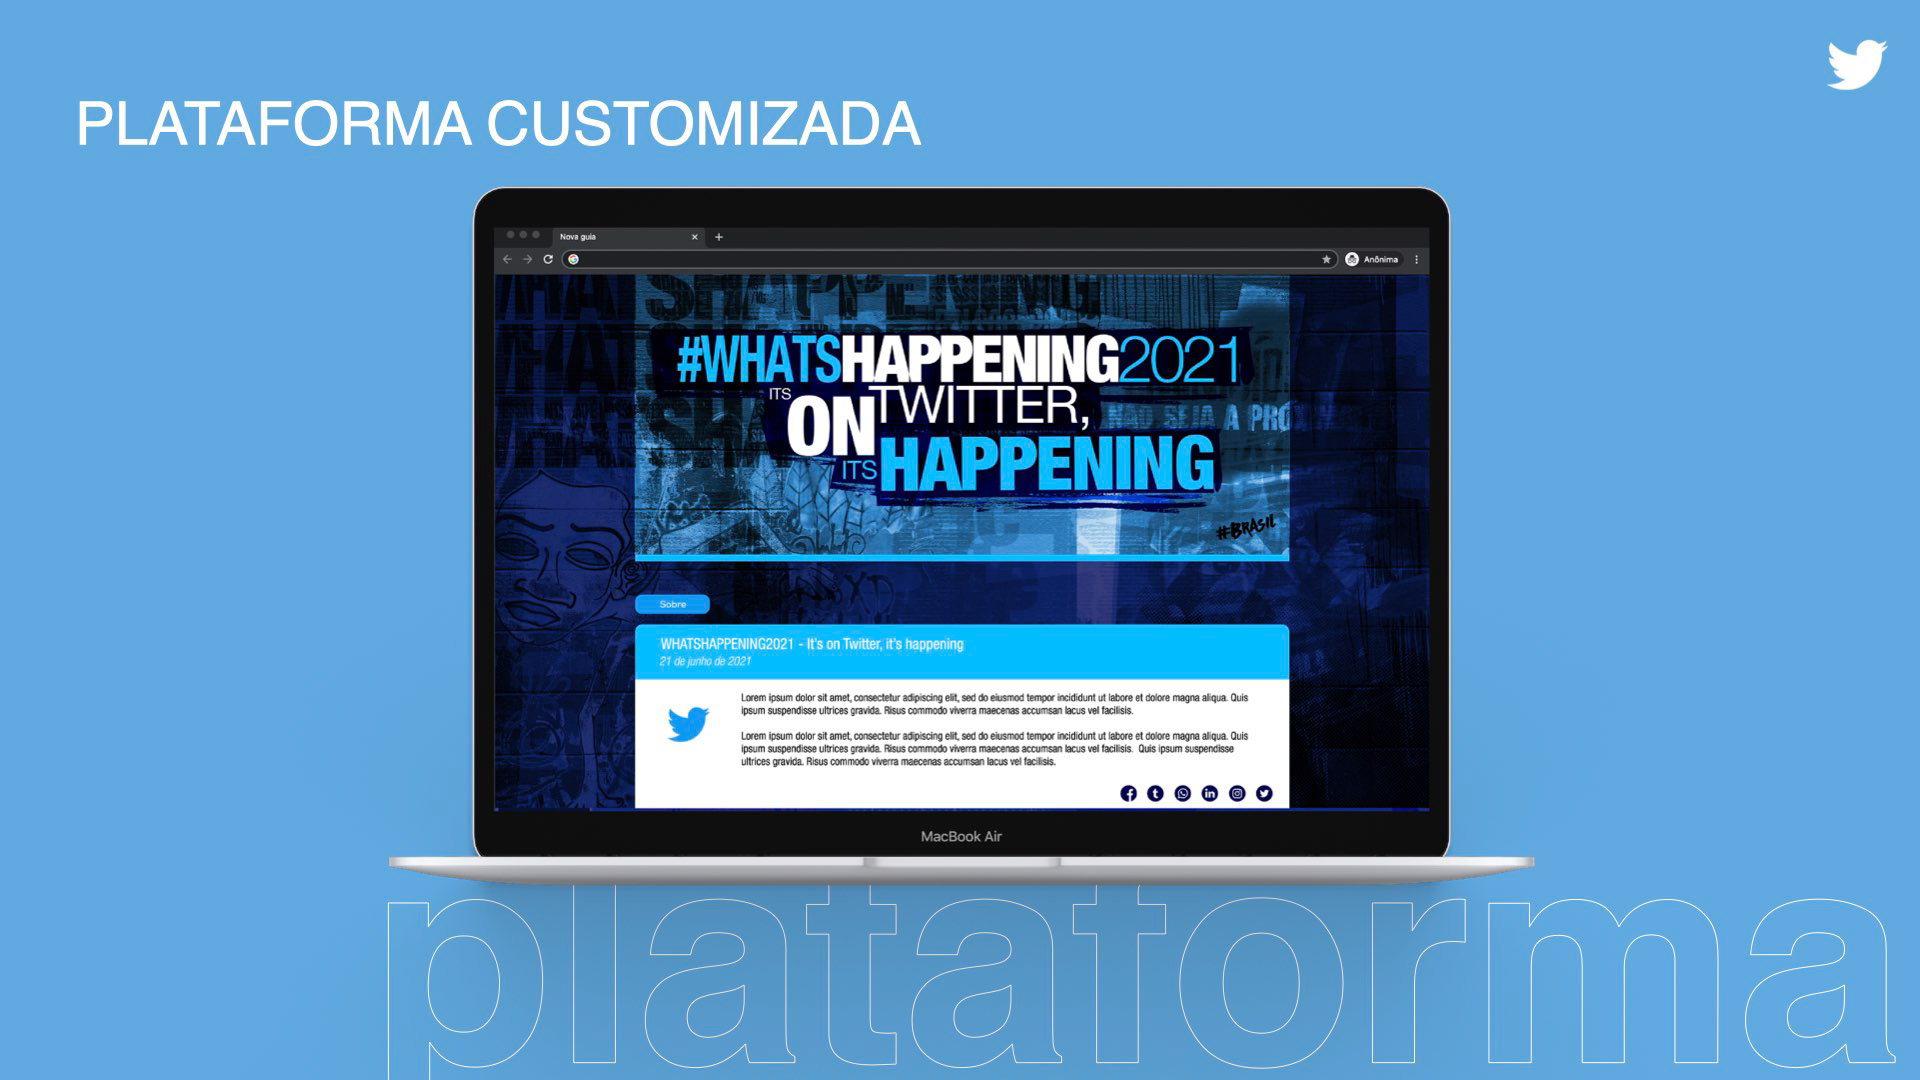 PLATAFORMA CUSTOMIZADA
Nova guia
Anônima
SHAPPENING
#WHATSHAPPENING2021
ITS ON TWITTER,
NÃO SEJA A
ITS HAPPENING
#BRASIL
Sobre
WHATSHAPPENING2021 - It's on Twitter, it's happening
21 de junho de 2021
Lorem ipsum dolor sit amet, consectetur adipiscing elit, sed do eiusmod tempor incididunt ut labore et dolore magna aliqua. Quis
ipsum suspendisse ultrices gravida. Risus commodo viverra maecenas accumsan lacus vel facilisis.
Lorem ipsum dolor sit amet, consectetur adipiscing elit, sed do eiusmod tempor incididunt ut labore et dolore magna aliqua. Quis
ipsum suspendisse ultrices gravida. Risus commodo viverra maecenas accumsan lacus vel facilisis. Quis ipsum suspendisse
ultrices gravida. Risus commodo viverra maecenas accumsan lacus vel facilisis.
MacBook Air
plataforma